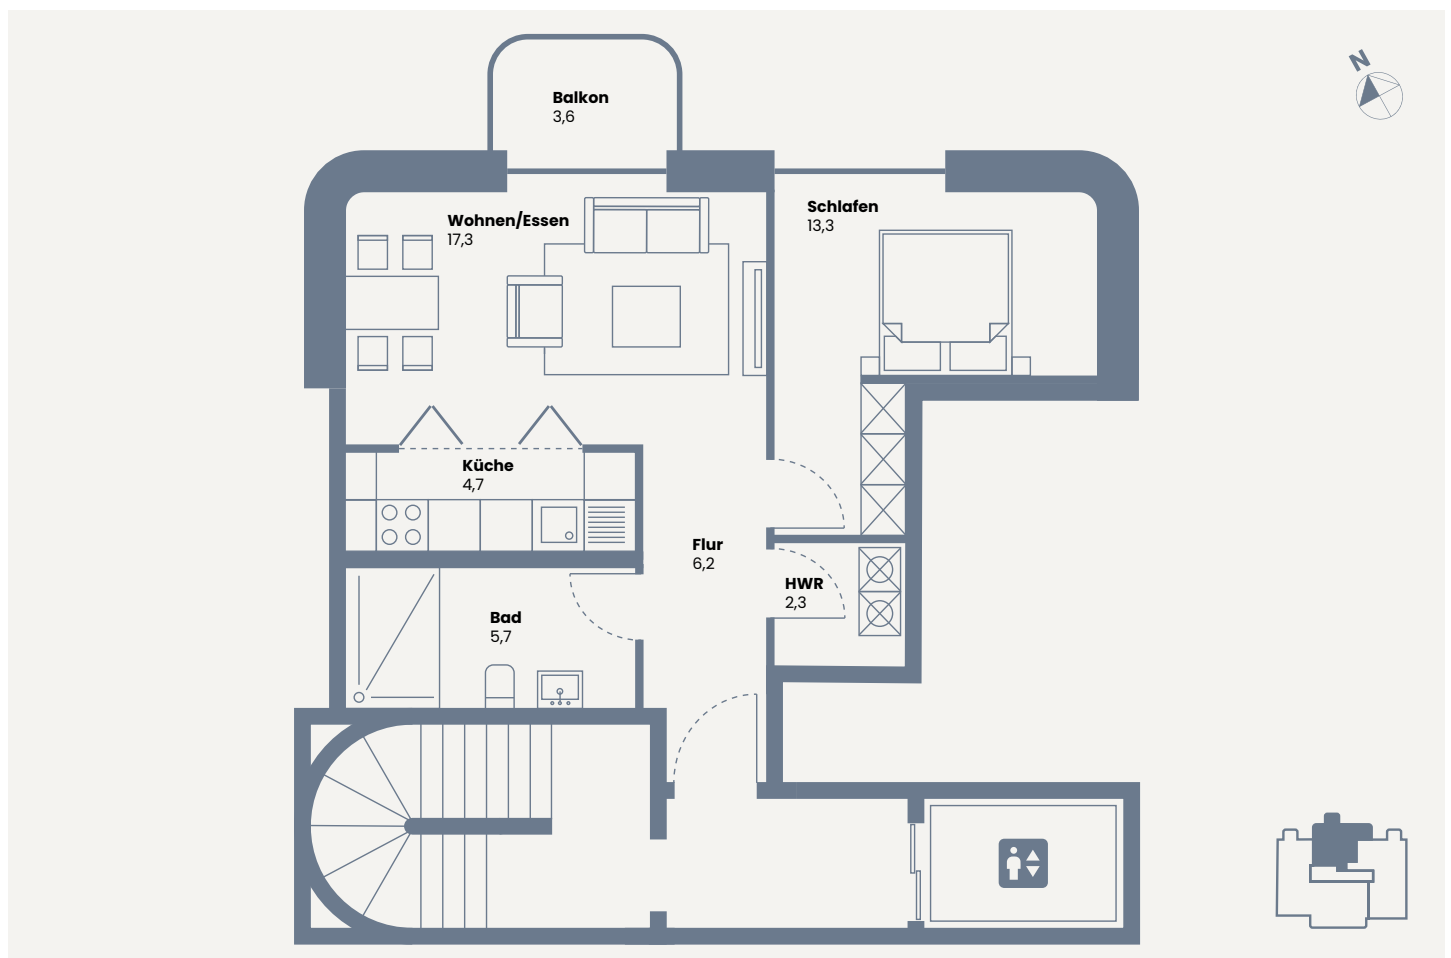 N
Balkon
3,6
Wohnen/Essen
17,3
Schlafen
13,3
Küche
4,7
Flur
6,2
HWR
2,3
Bad
5,7